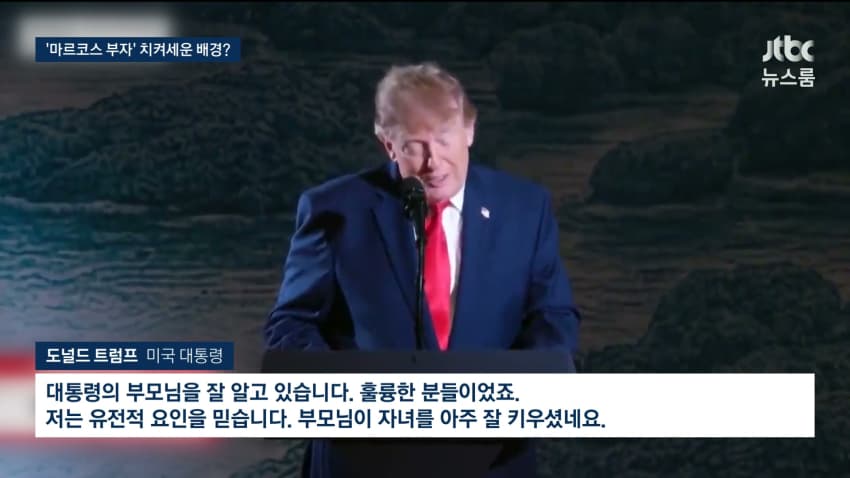 '마르코스 부자' 치켜세운 배경?
jtbc
뉴스룸
도널드 트럼프 미국 대통령
대통령의 부모님을 잘 알고 있습니다. 훌륭한 분들이었죠.
저는 유전적 요인을 믿습니다. 부모님이 자녀를 아주 잘 키우셨네요.